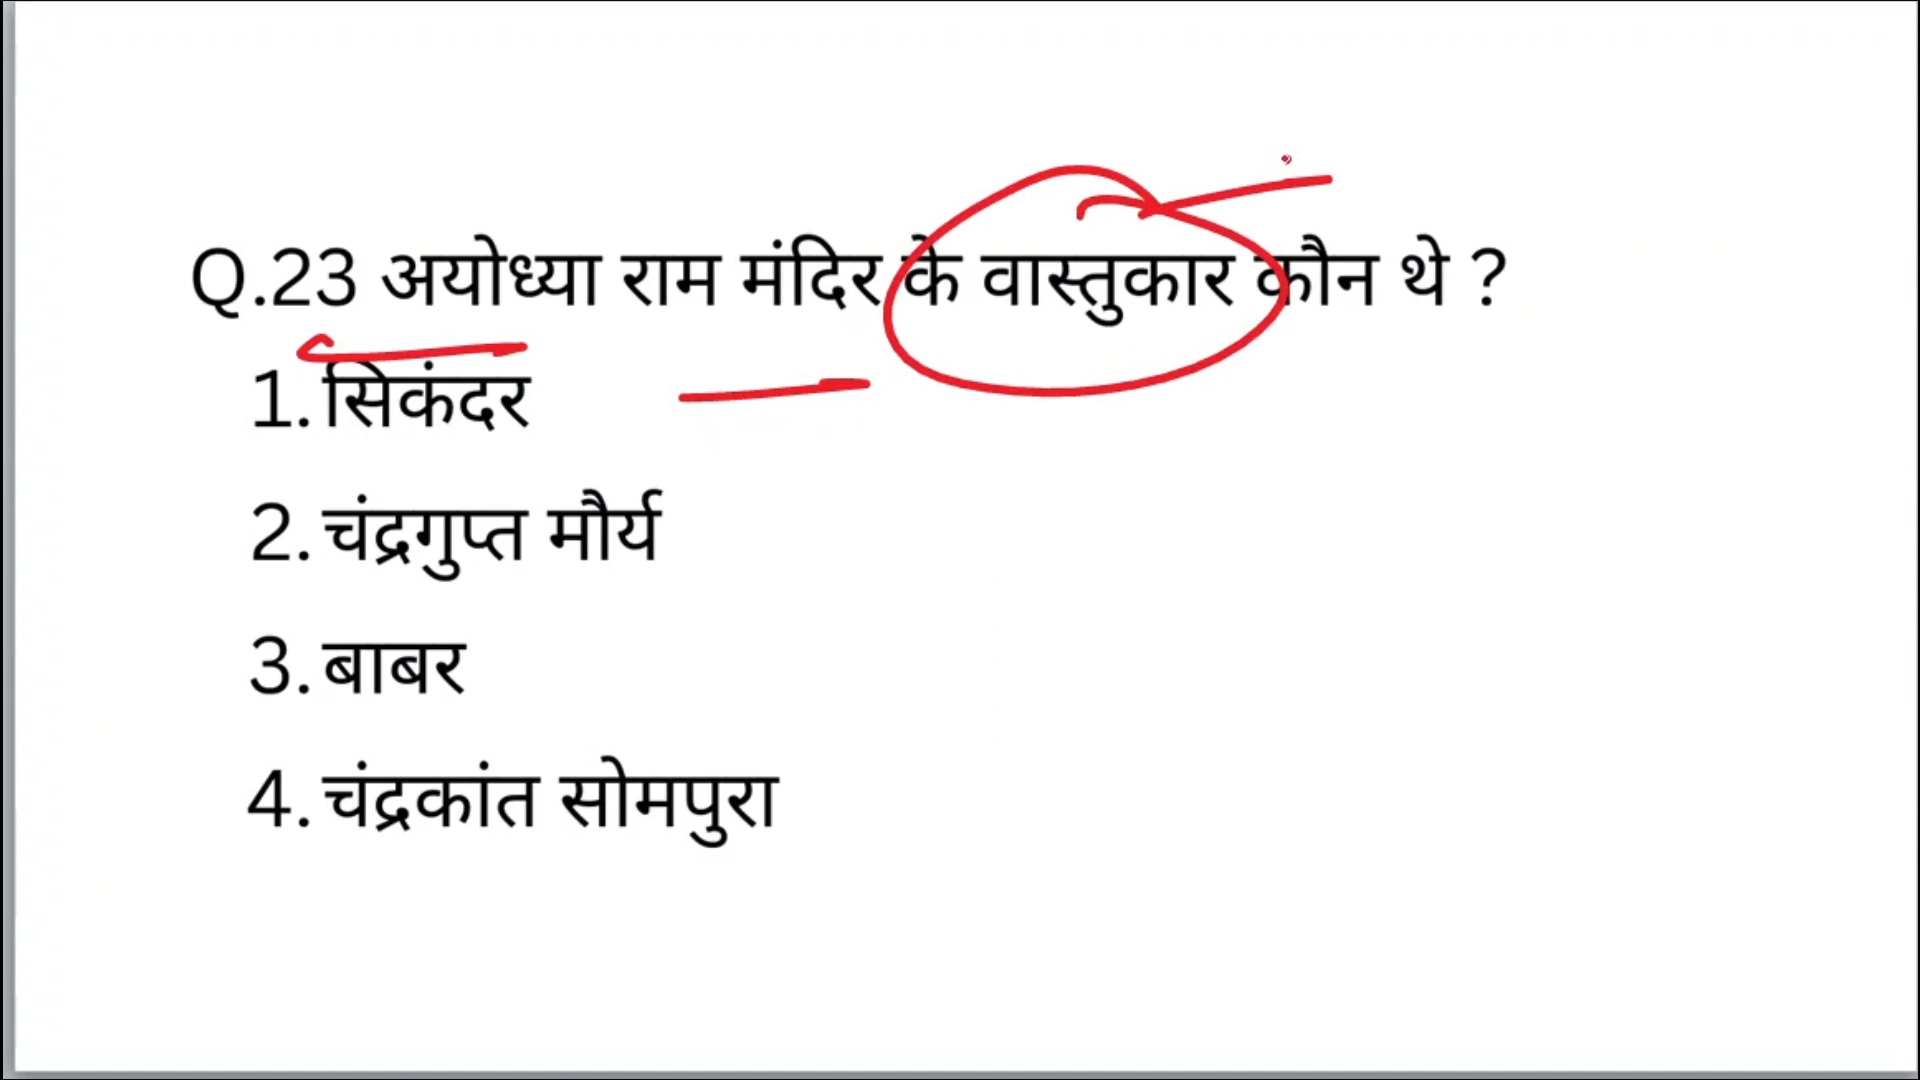 Q.23 अयोध्या राम मंदिर के वास्तुकार कौन थे ?
1. सिकंदर
2. चंद्रगुप्त मौर्य
3. बाबर
4. चंद्रकांत सोमपुरा